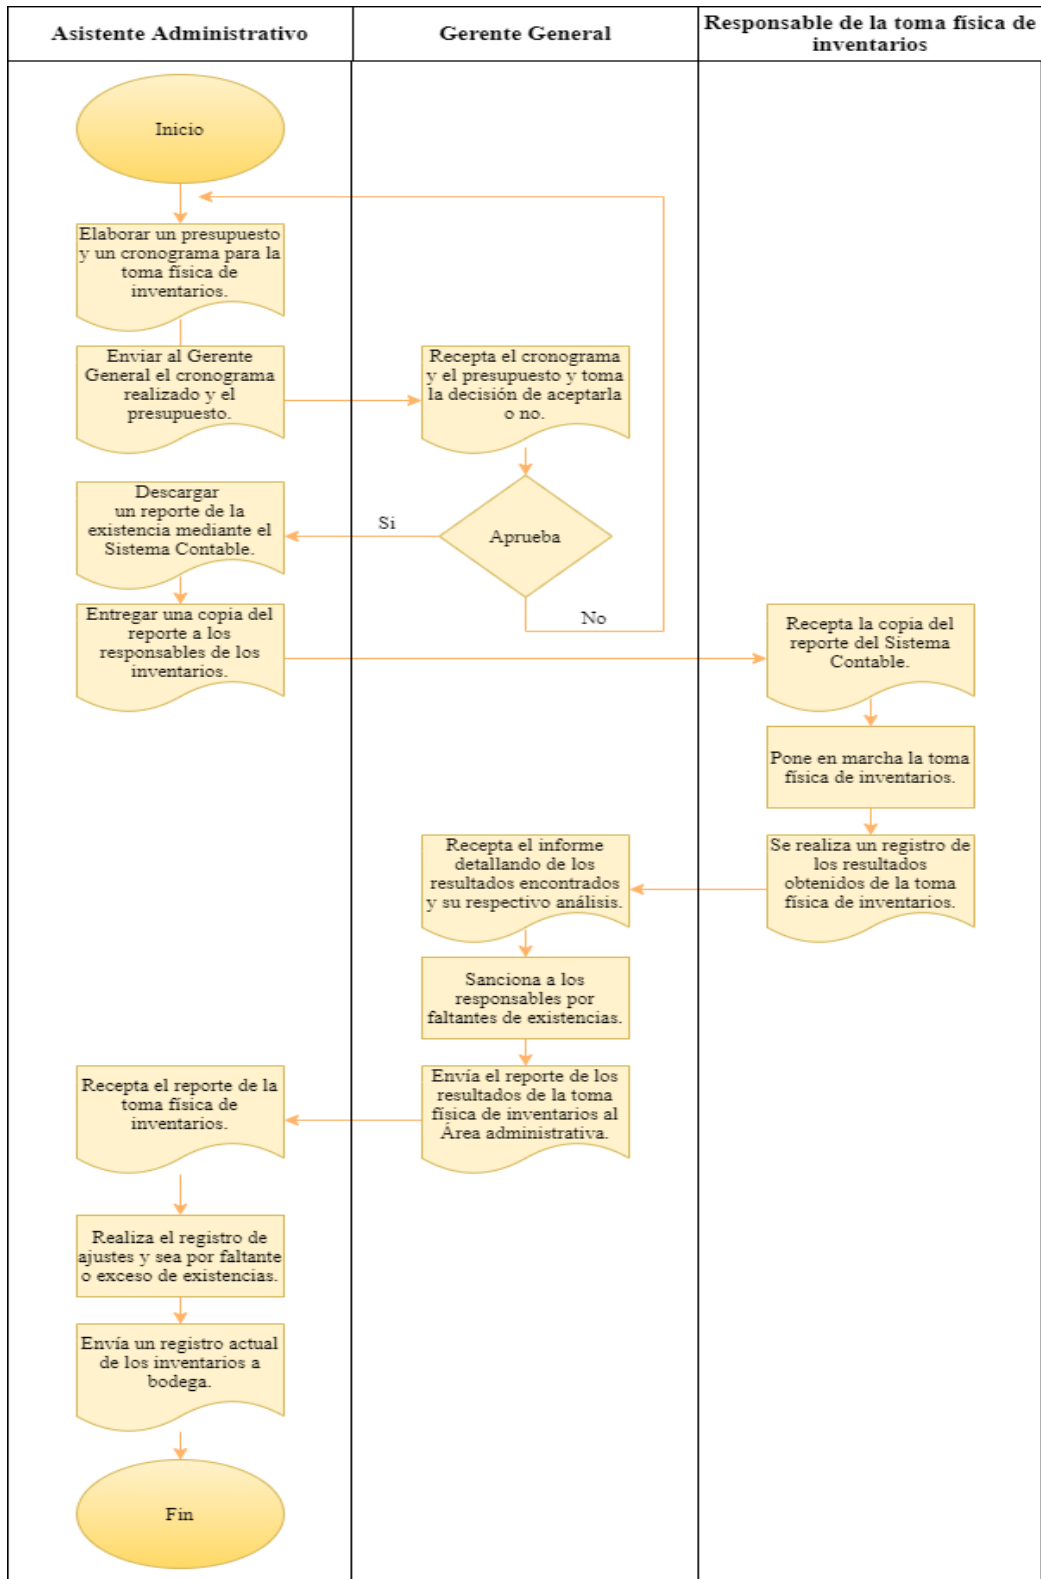 Asistente Administrativo
Gerente General
Responsable de la toma física de
inventarios
Inicio
Elaborar un presupuesto
y un cronograma para la
toma física de
inventarios.
Enviar al Gerente
General el cronograma
realizado y el
presupuesto.
Recepta el cronograma
y el presupuesto y toma
la decisión de aceptarla
o no.
Aprueba
Si
No
Descargar
un reporte de la
existencia mediante el
Sistema Contable.
Entregar una copia del
reporte a los
responsables de los
inventarios.
Recepta la copia del
reporte del Sistema
Contable.
Pone en marcha la toma
física de inventarios.
Se realiza un registro de
los resultados
obtenidos de la toma
física de inventarios.
Recepta el informe
detallando de los
resultados encontrados
y su respectivo análisis.
Sanciona a los
responsables por
faltantes de existencias.
Envía el reporte de los
resultados de la toma
física de inventarios al
Área administrativa.
Recepta el reporte de la
toma física de
inventarios.
Realiza el registro de
ajustes y sea por faltante
o exceso de existencias.
Envía un registro actual
de los inventarios a
bodega.
Fin